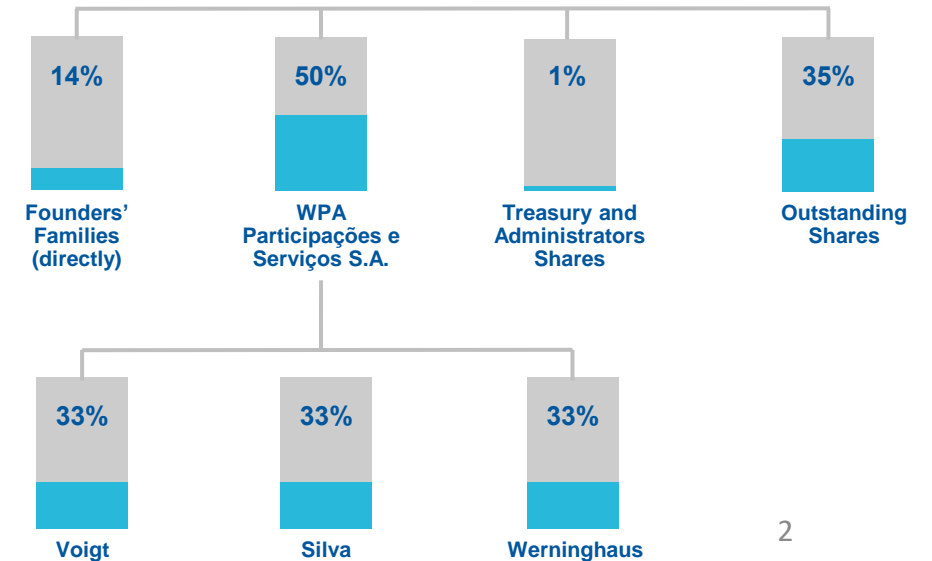 14%
50%
1%
35%
Founders’
Families
(directly)
WPA
Participações e
Serviços S.A.
Treasury and
Administrators
Shares
Outstanding
Shares
33%
33%
33%
Voigt
Silva
Werninghaus
2